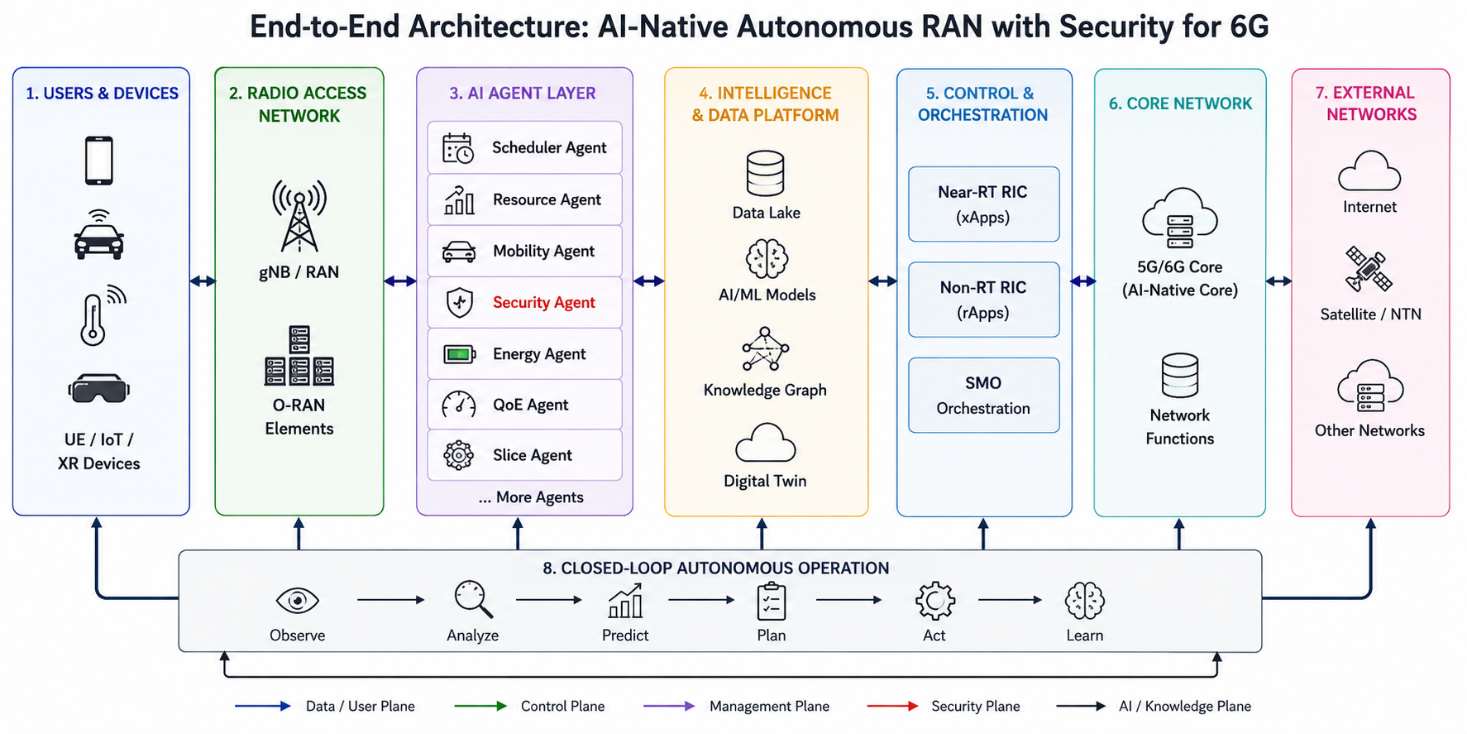 End-to-End Architecture: AI-Native Autonomous RAN with Security for 6G
1. USERS & DEVICES
UE / IoT /
XR Devices
2. RADIO ACCESS
NETWORK
gNB / RAN
O-RAN
Elements
3. AI AGENT LAYER
Scheduler Agent
Resource Agent
Mobility Agent
Security Agent
Energy Agent
QoE Agent
Slice Agent
... More Agents
4. INTELLIGENCE
& DATA PLATFORM
Data Lake
AI/ML Models
Knowledge Graph
Digital Twin
5. CONTROL &
ORCHESTRATION
Near-RT RIC
(xApps)
Non-RT RIC
(rApps)
SMO
Orchestration
6. CORE NETWORK
5G/6G Core
(AI-Native Core)
Network
Functions
7. EXTERNAL
NETWORKS
Internet
Satellite / NTN
Other Networks
8. CLOSED-LOOP AUTONOMOUS OPERATION
Observe
Analyze
Predict
Plan
Act
Learn
Data / User Plane
Control Plane
Management Plane
Security Plane
AI / Knowledge Plane